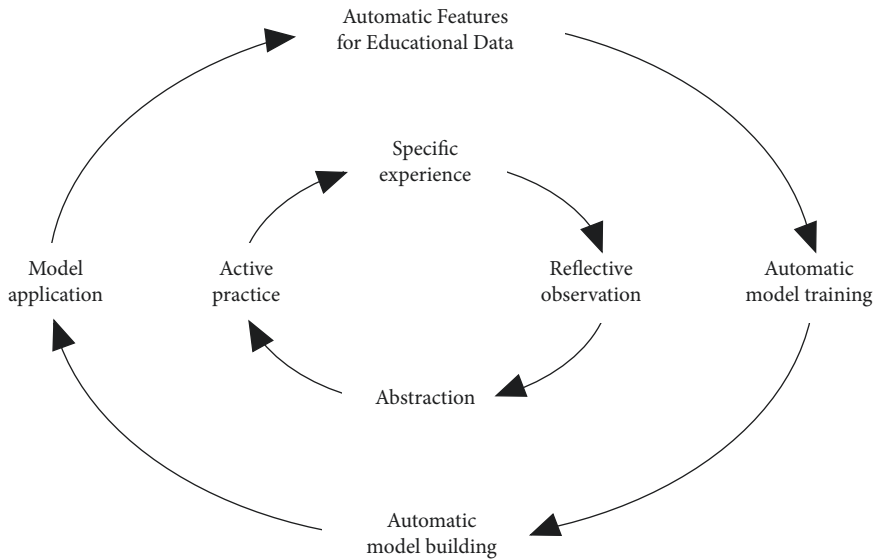 Automatic Features
for Educational Data
Specific
experience
Model
application
Active
practice
Reflective
observation
Automatic
model training
Abstraction
Automatic
model building